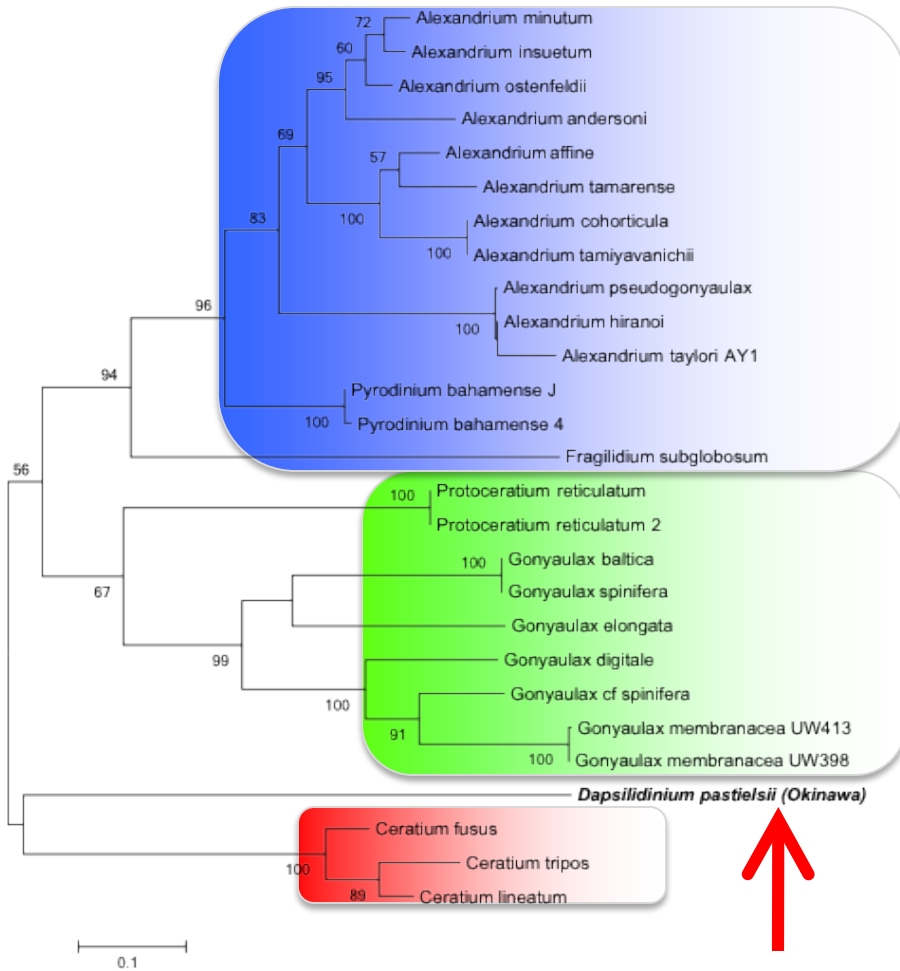 72
Alexandrium minutum
60
Alexandrium insuetum
95
Alexandrium ostenfeldii
Alexandrium andersoni
69
57
Alexandrium affine
Alexandrium tamarense
83
100
Alexandrium cohorticula
100
Alexandrium tamiyavanichii
Alexandrium pseudogonyaulax
96
100
Alexandrium hiranoi
Alexandrium taylori AY1
94
Pyrodinium bahamense J
100
Pyrodinium bahamense 4
Fragilidium subglobosum
56
100
Protoceratium reticulatum
Protoceratium reticulatum 2
100
Gonyaulax baltica
67
Gonyaulax spinifera
Gonyaulax elongata
99
Gonyaulax digitale
100
Gonyaulax cf spinifera
91
Gonyaulax membranacea UW413
100
Gonyaulax membranacea UW398
Dapsilidinium pastielsii (Okinawa)
Ceratium fusus
100
Ceratium tripos
89
Ceratium lineatum
0.1